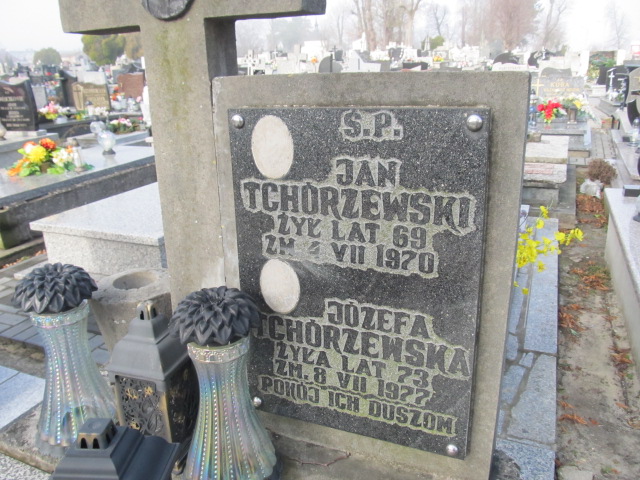 Ś.P.
JAN
TCHÓRZEWSKI
ŻYŁ LAT 69
ZM. 4 VII 1970
JÓZEFA
TCHÓRZEWSKA
ŻYŁA LAT 73
ZM. 8 VII 1977
POKÓJ ICH DUSZOM